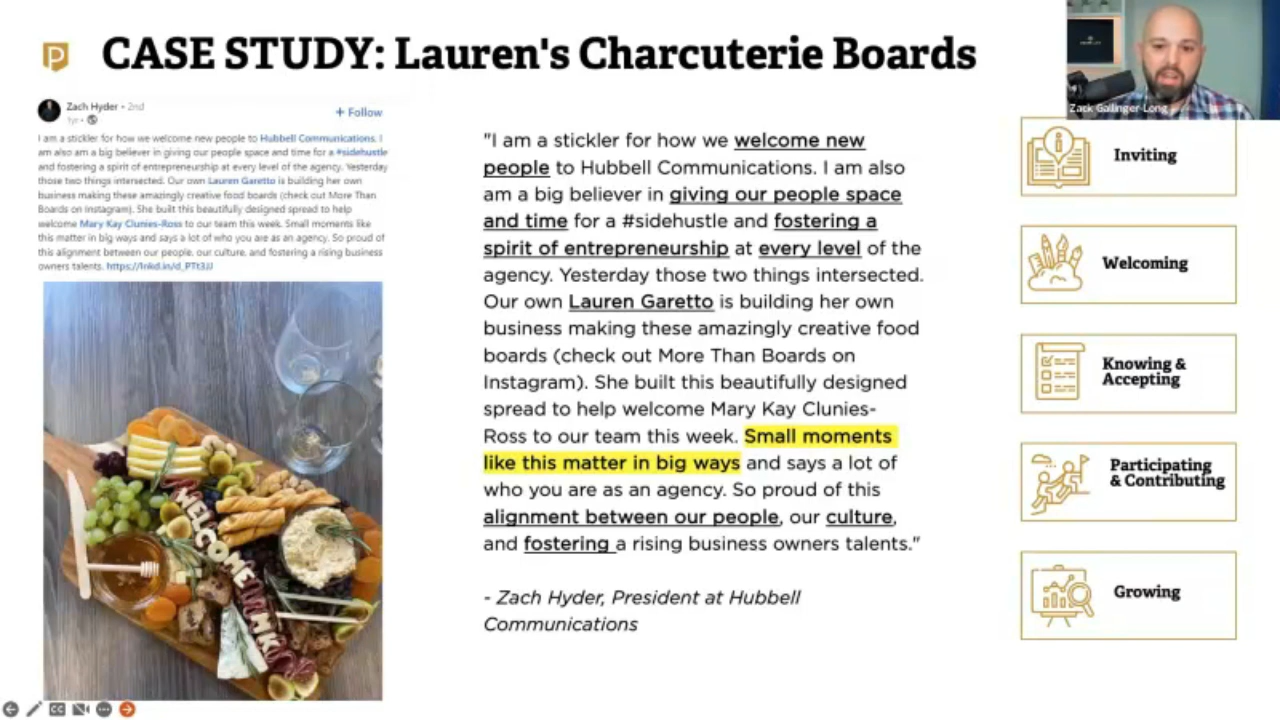 CASE STUDY: Lauren's Charcuterie Boards
Zack Gallinger-Long
Zach Hyder • 2nd
1yr •
+ Follow
I am a stickler for how we welcome new people to Hubbell Communications. I
am also am a big believer in giving our people space and time for a #sidehustle
and fostering a spirit of entrepreneurship at every level of the agency. Yesterday
those two things intersected. Our own Lauren Garetto is building her own
business making these amazingly creative food boards (check out More Than
Boards on Instagram). She built this beautifully designed spread to help
welcome Mary Kay Clunies-Ross to our team this week. Small moments like
this matter in big ways and says a lot of who you are as an agency. So proud of
this alignment between our people, our culture, and fostering a rising business
owners talents. https://lnkd.in/d_PTt3JJ
WELCOME MK
"I am a stickler for how we welcome new
people to Hubbell Communications. I am also
am a big believer in giving our people space
and time for a #sidehustle and fostering a
spirit of entrepreneurship at every level of the
agency. Yesterday those two things intersected.
Our own Lauren Garetto is building her own
business making these amazingly creative food
boards (check out More Than Boards on
Instagram). She built this beautifully designed
spread to help welcome Mary Kay Clunies-
Ross to our team this week. Small moments
like this matter in big ways and says a lot of
who you are as an agency. So proud of this
alignment between our people, our culture,
and fostering a rising business owners talents."
- Zach Hyder, President at Hubbell
Communications
Inviting
Welcoming
Knowing &
Accepting
Participating
& Contributing
Growing